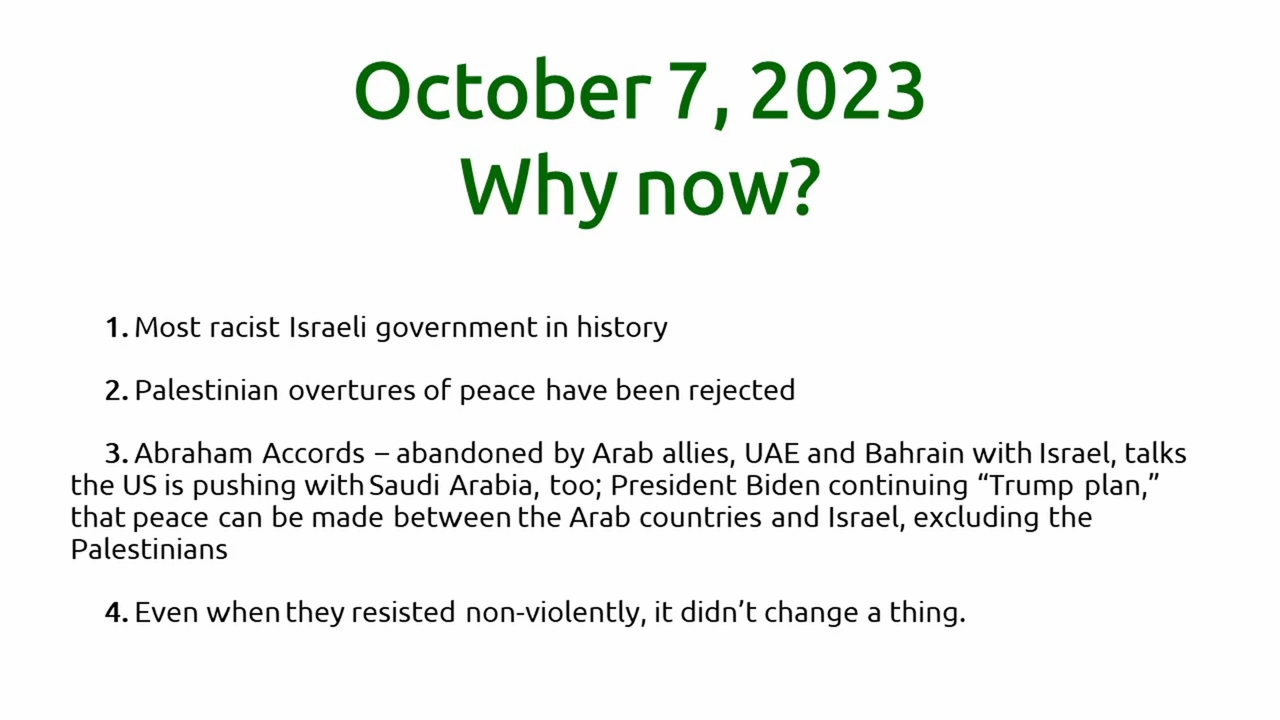 October 7, 2023
Why now?
1. Most racist Israeli government in history
2. Palestinian overtures of peace have been rejected
3. Abraham Accords – abandoned by Arab allies, UAE and Bahrain with Israel, talks
the US is pushing with Saudi Arabia, too; President Biden continuing “Trump plan,”
that peace can be made between the Arab countries and Israel, excluding the
Palestinians
4. Even when they resisted non-violently, it didn’t change a thing.